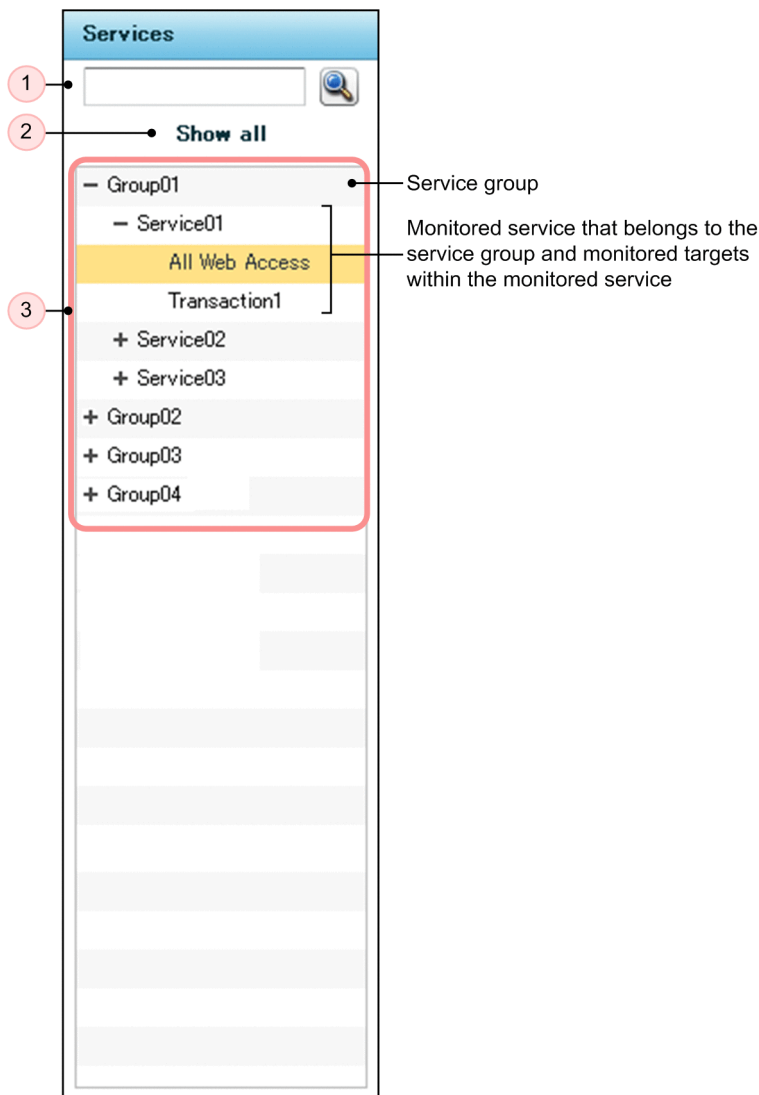 Services
1
2
Show all
− Group01
Service group
− Service01
Monitored service that belongs to the
service group and monitored targets
within the monitored service
All Web Access
Transaction1
3
+ Service02
+ Service03
+ Group02
+ Group03
+ Group04